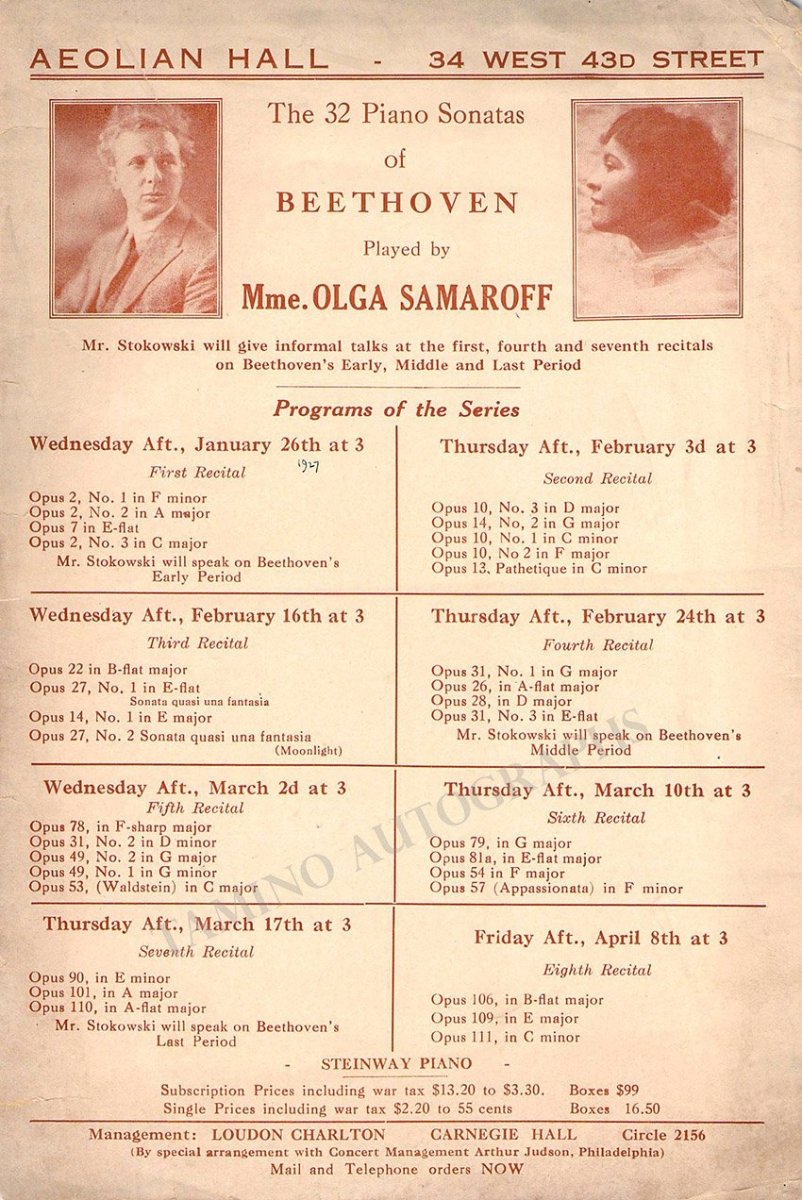 AEOLIAN HALL - 34 WEST 43D STREET
The 32 Piano Sonatas
of
BEETHOVEN
Played by
Mme. OLGA SAMAROFF
Mr. Stokowski will give informal talks at the first, fourth and seventh recitals
on Beethoven's Early, Middle and Last Period
Programs of the Series
Wednesday Aft., January 26th at 3
1927
First Recital
Opus 2, No. 1 in F minor
Opus 2, No. 2 in A major
Opus 7 in E-flat
Opus 2, No. 3 in C major
Mr. Stokowski will speak on Beethoven's
Early Period
Thursday Aft., February 3d at 3
Second Recital
Opus 10, No. 3 in D major
Opus 14, No, 2 in G major
Opus 10, No. 1 in C minor
Opus 10, No 2 in F major
Opus 13, Pathetique in C minor
Wednesday Aft., February 16th at 3
Third Recital
Opus 22 in B-flat major
Opus 27, No. 1 in E-flat
Sonata quasi una fantasia
Opus 14, No. 1 in E major
Opus 27, No. 2 Sonata quasi una fantasia
(Moonlight)
Thursday Aft., February 24th at 3
Fourth Recital
Opus 31, No. 1 in G major
Opus 26, in A-flat major
Opus 28, in D major
Opus 31, No. 3 in E-flat
Mr. Stokowski will speak on Beethoven's
Middle Period
Wednesday Aft., March 2d at 3
Fifth Recital
Opus 78, in F-sharp major
Opus 31, No. 2 in D minor
Opus 49, No. 2 in G major
Opus 49, No. 1 in G minor
Opus 53, (Waldstein) in C major
Thursday Aft., March 10th at 3
Sixth Recital
Opus 79, in G major
Opus 81a, in E-flat major
Opus 54 in F major
Opus 57 (Appassionata) in F minor
Thursday Aft., March 17th at 3
Seventh Recital
Opus 90, in E minor
Opus 101, in A major
Opus 110, in A-flat major
Mr. Stokowski will speak on Beethoven's
Last Period
Friday Aft., April 8th at 3
Eighth Recital
Opus 106, in B-flat major
Opus 109, in E major
Opus 111, in C minor
- STEINWAY PIANO -
Subscription Prices including war tax $13.20 to $3.30. Boxes $99
Single Prices including war tax $2.20 to 55 cents Boxes 16.50
Management: LOUDON CHARLTON CARNEGIE HALL Circle 2156
(By special arrangement with Concert Management Arthur Judson, Philadelphia)
Mail and Telephone orders NOW
TAMINO AUTOGRAPHS